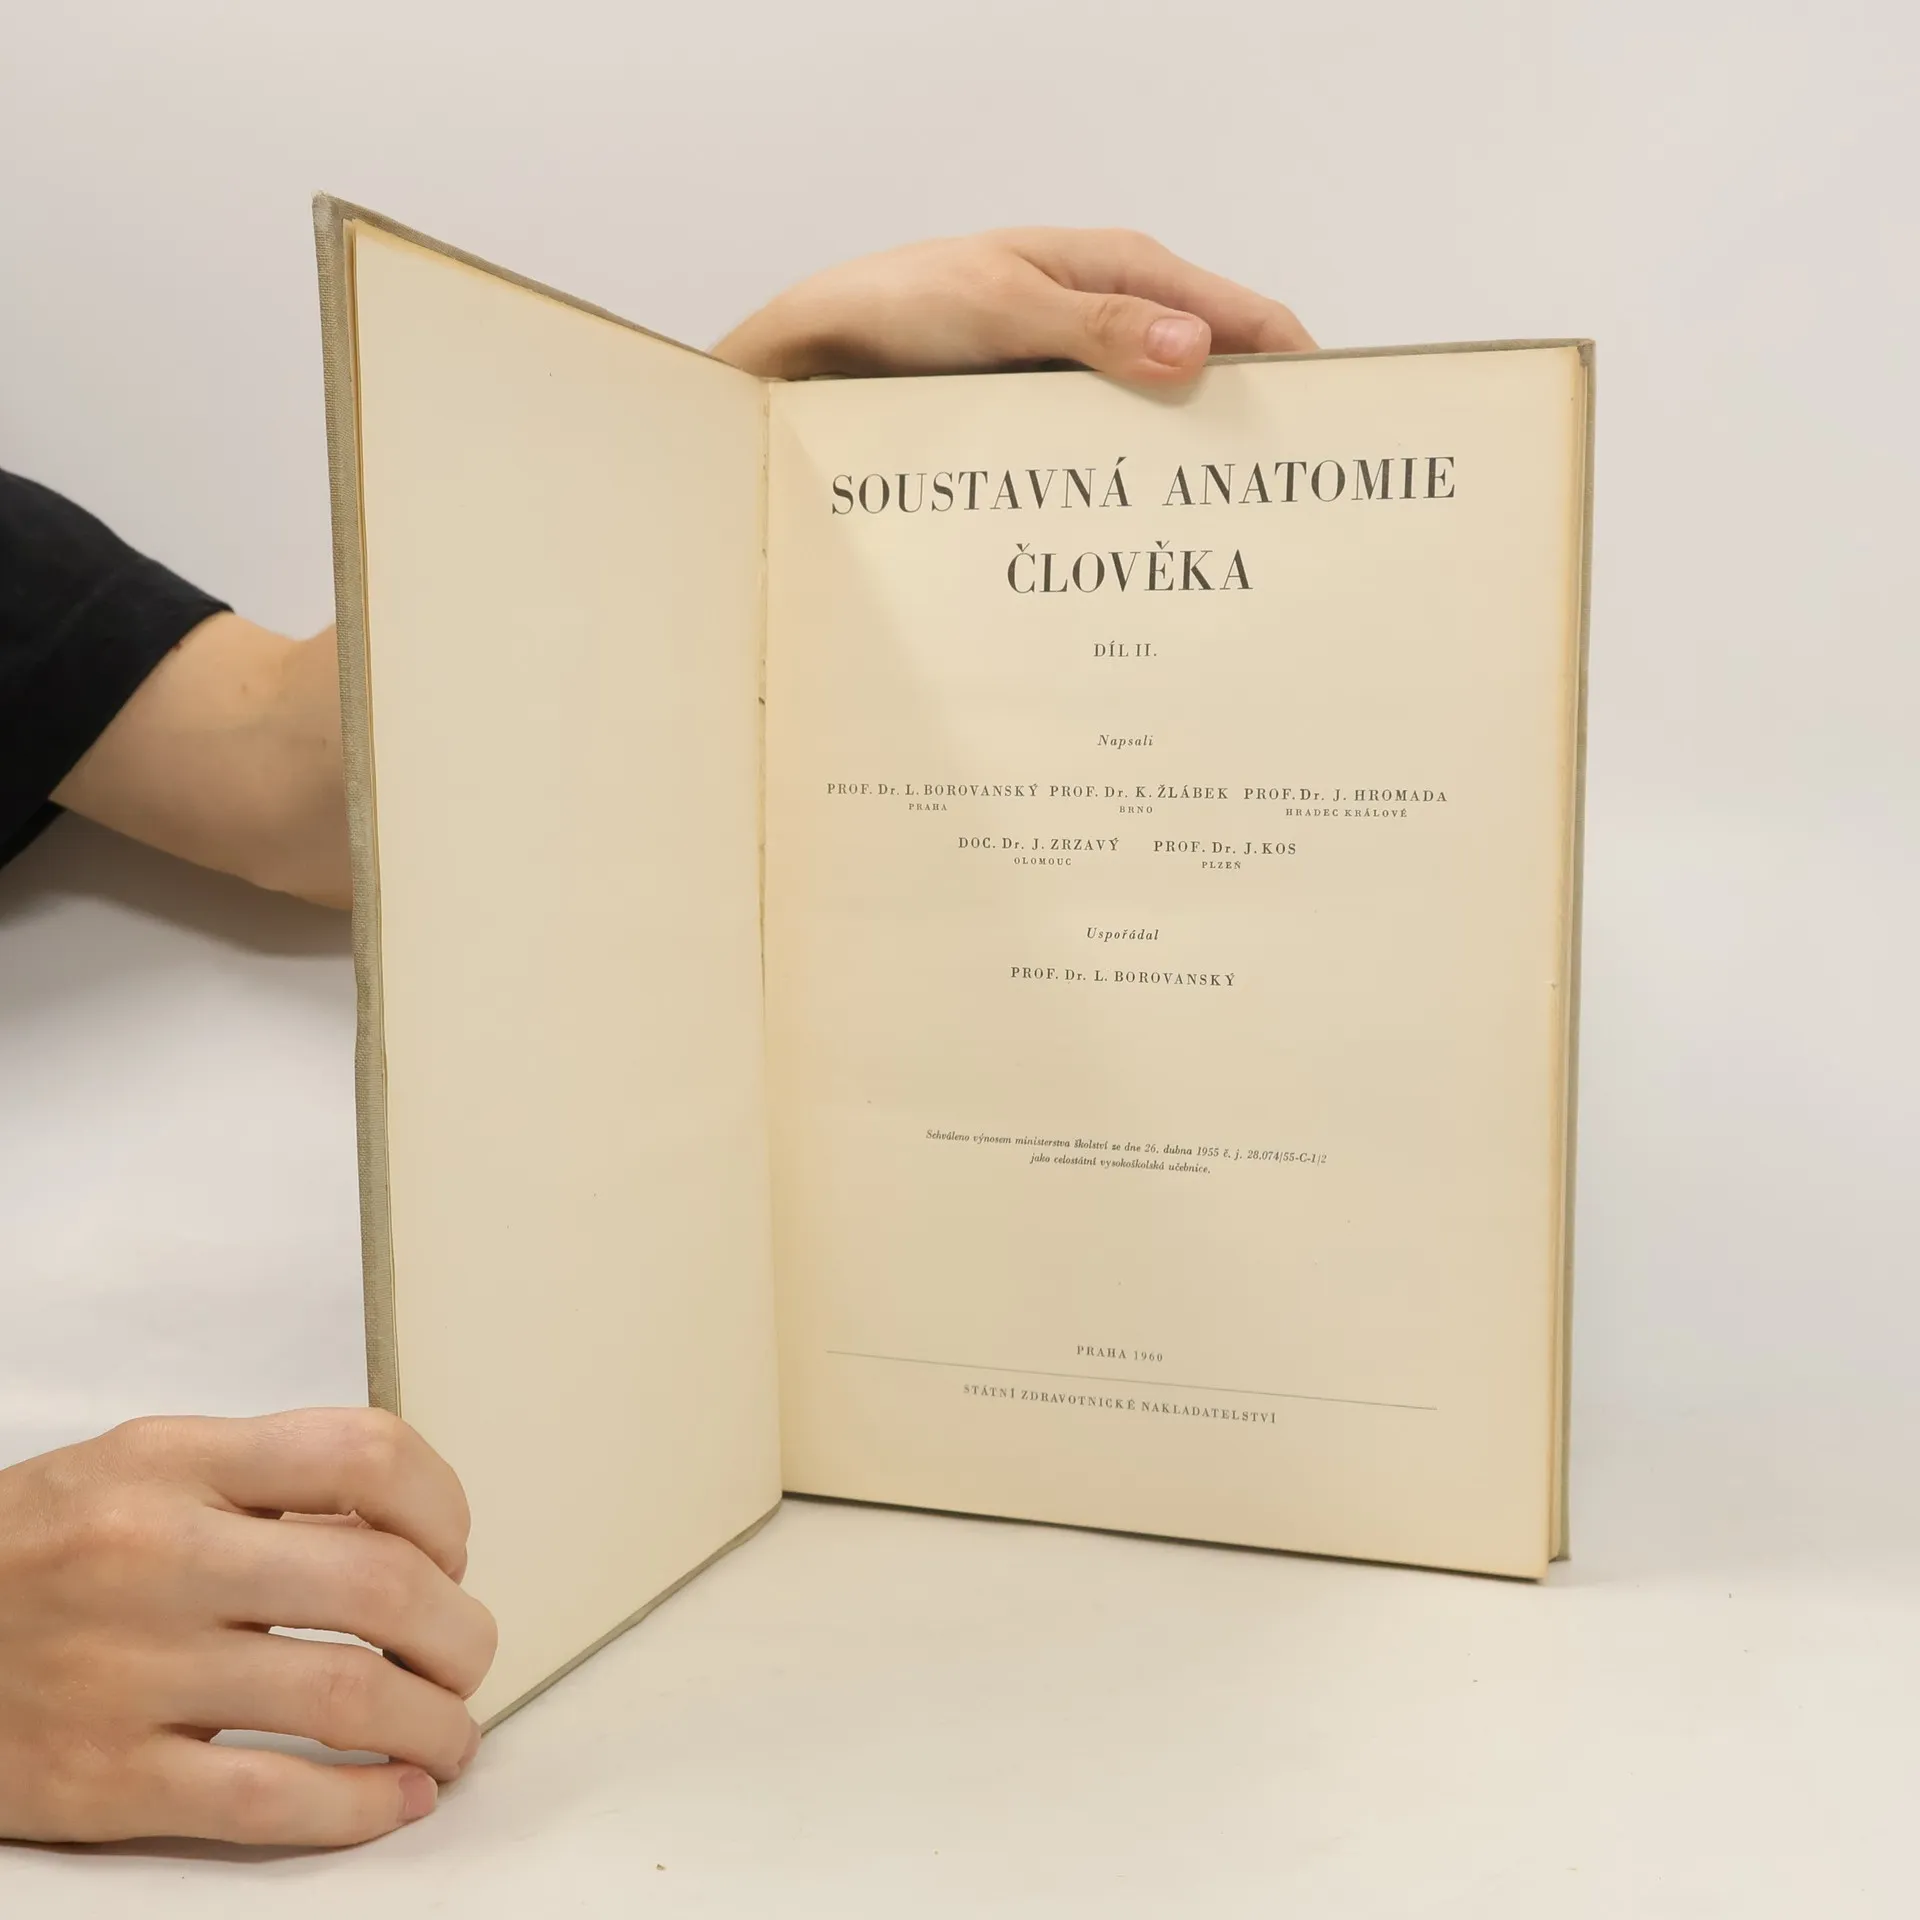 SOUSTAVNÁ ANATOMIE
ČLOVĚKA
DÍL II.
Napsali
PROF. Dr. L. BOROVANSKÝ PROF. Dr. K. ŽLÁBEK PROF. Dr. J. HROMADA
PRAHA BRNO HRADEC KRÁLOVÉ
DOC. Dr. J. ZRZAVÝ PROF. Dr. J. KOS
OLOMOUC PLZEŇ
Uspořádal
PROF. Dr. L. BOROVANSKÝ
Schváleno výnosem ministerstva školství ze dne 26. dubna 1955 č. j. 28.074/55-C-1/2
jako celostátní vysokoškolská učebnice.
PRAHA 1960
STÁTNÍ ZDRAVOTNICKÉ NAKLADATELSTVÍ